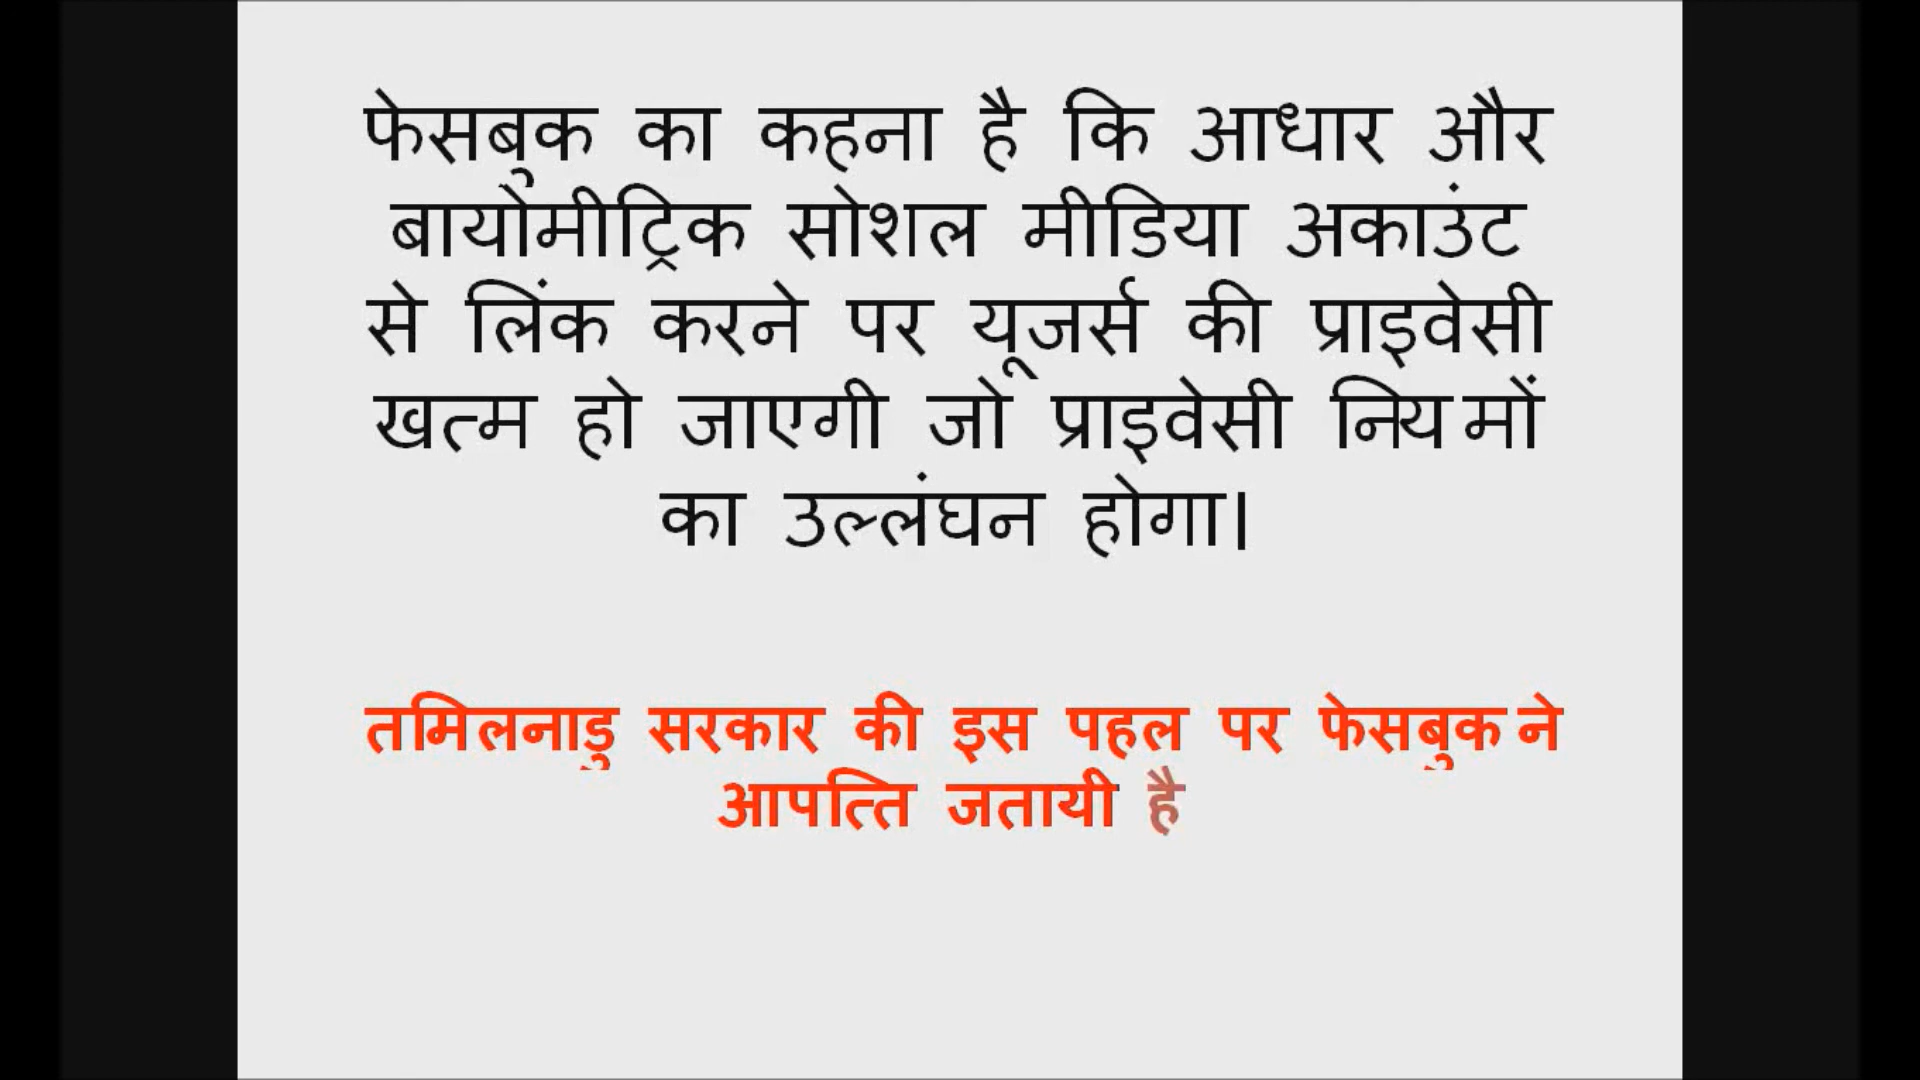 फेसबुक का कहना है कि आधार और
बायोमीट्रिक सोशल मीडिया अकाउंट
से लिंक करने पर यूजर्स की प्राइवेसी
खत्म हो जाएगी जो प्राइवेसी नियमों
का उल्लंघन होगा।
तमिलनाडु सरकार की इस पहल पर फेसबुक ने
आपत्ति जतायी है